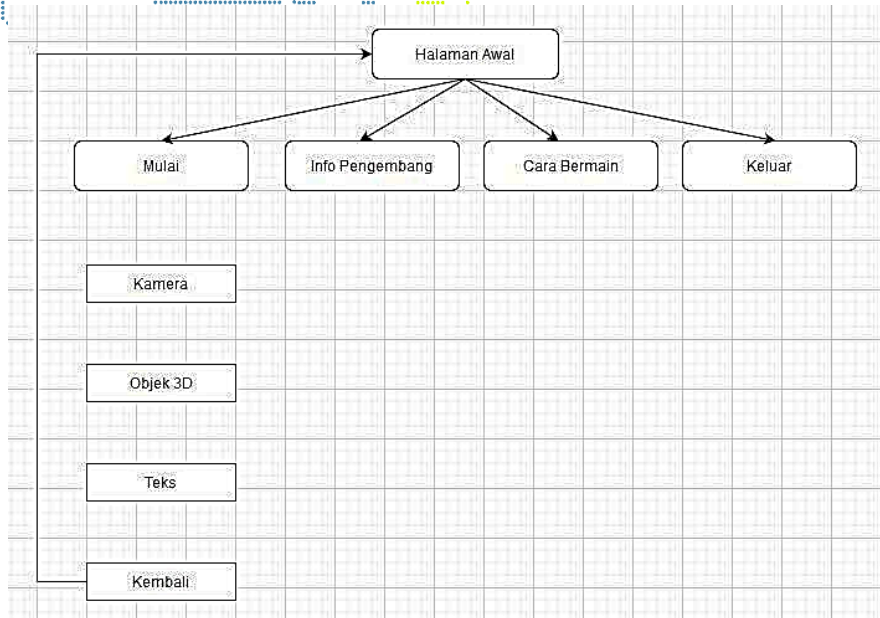 Halaman Awal
Mulai
Info Pengembang
Cara Bermain
Keluar
Kamera
Objek 3D
Teks
Kembali